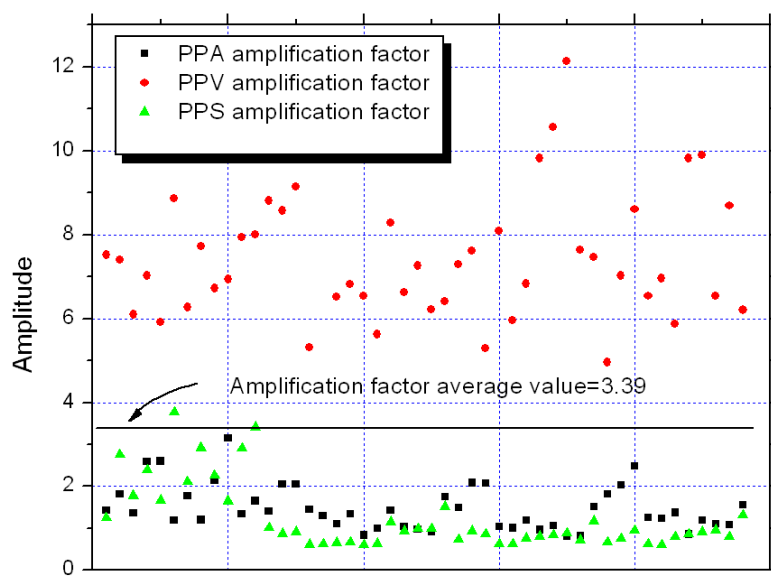 PPA amplification factor
PPV amplification factor
PPS amplification factor
Amplitude
12
10
8
6
4
2
0
Amplification factor average value=3.39